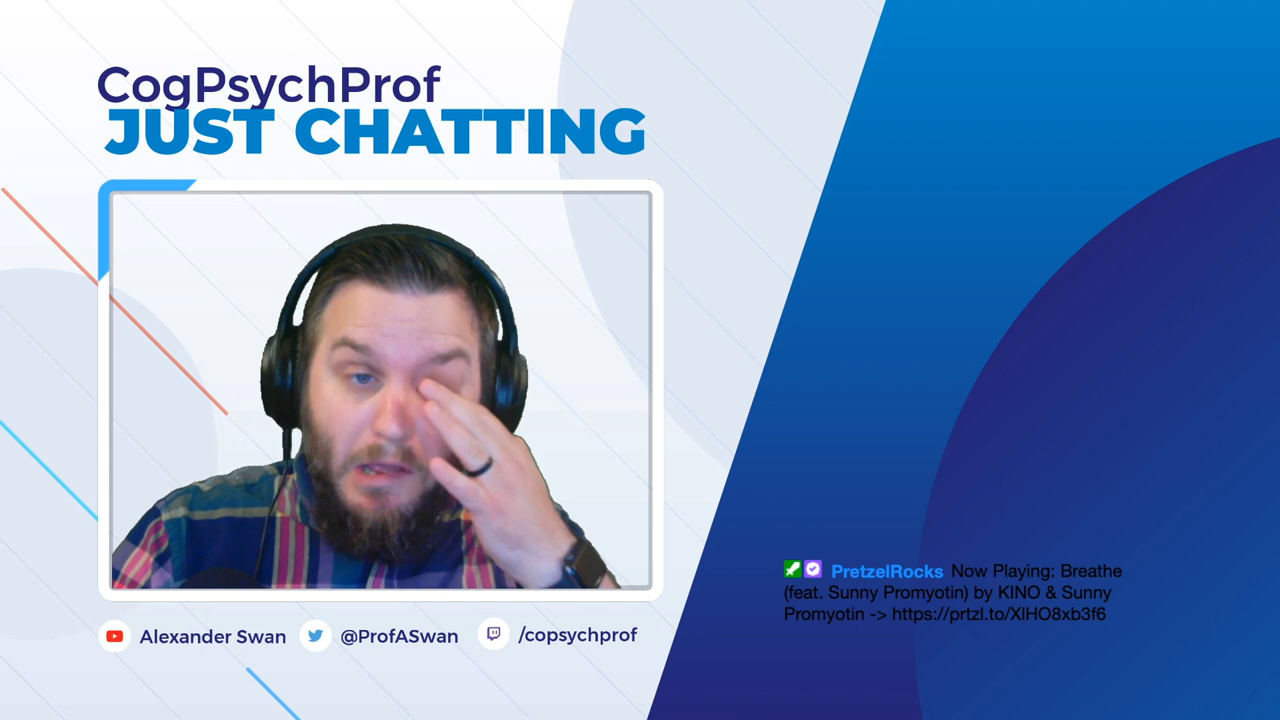 CogPsychProf
JUST CHATTING
Alexander Swan
@ProfASwan
/copsychprof
PretzelRocks Now Playing: Breathe
(feat. Sunny Promyotin) by KINO & Sunny
Promyotin -> https://prtzl.to/XlHO8xb3f6